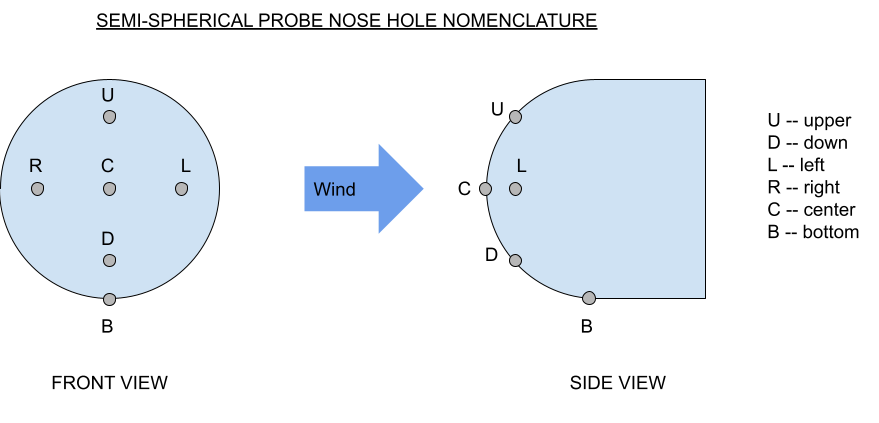 SEMI-SPHERICAL PROBE NOSE HOLE NOMENCLATURE
U
R C L
D
B
FRONT VIEW
Wind
U
L
C
D
B
SIDE VIEW
U -- upper
D -- down
L -- left
R -- right
C -- center
B -- bottom